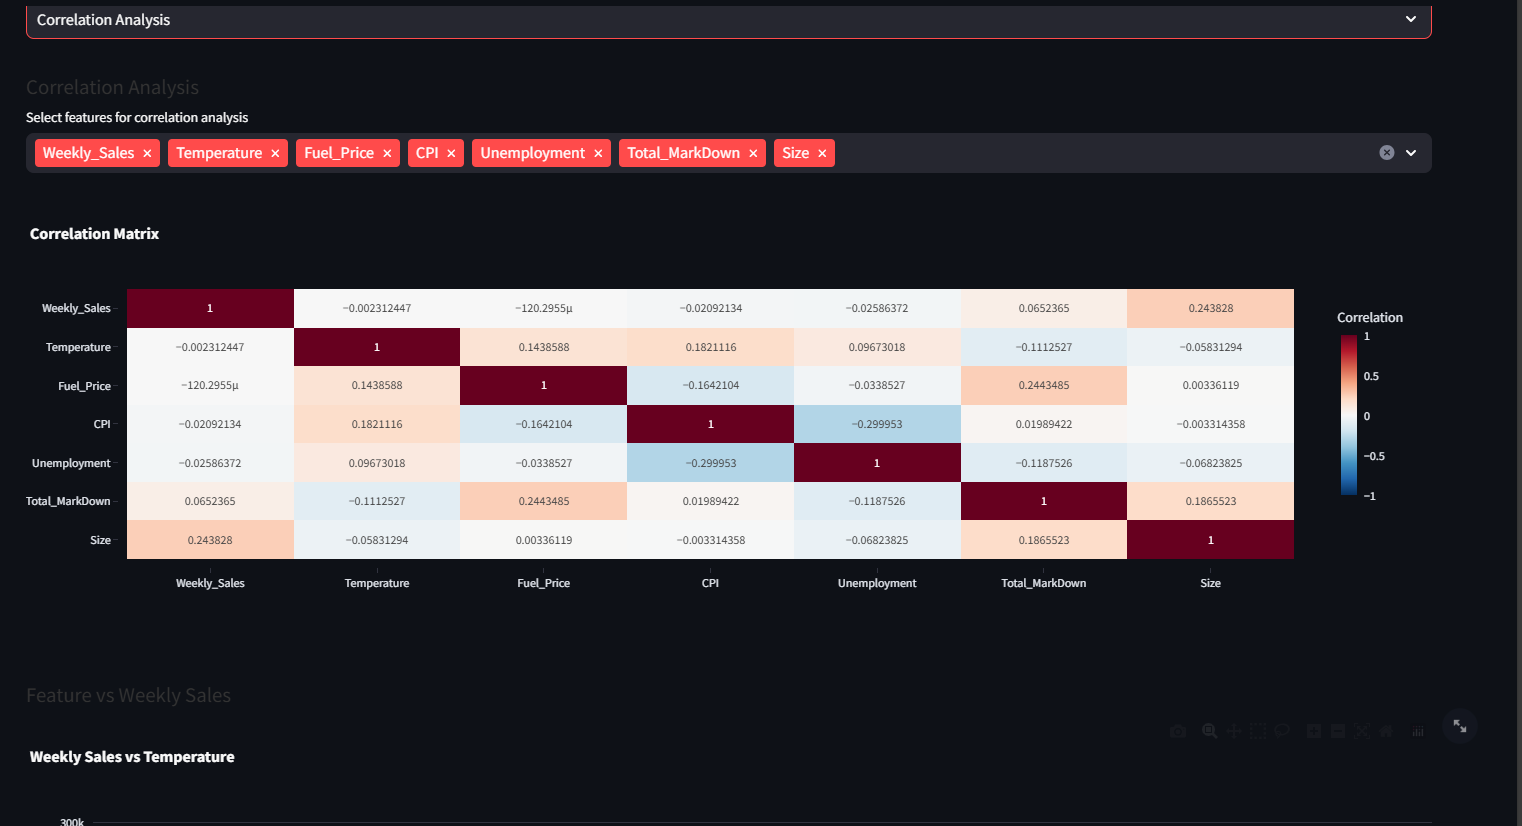 Correlation Analysis
Correlation Analysis
Select features for correlation analysis
Weekly_Sales × Temperature × Fuel_Price × CPI × Unemployment × Total_MarkDown × Size ×
Correlation Matrix
Weekly_Sales 1 −0.002312447 −120.2955μ −0.02092134 −0.02586372 0.0652365 0.243828
Temperature −0.002312447 1 0.1438588 0.1821116 0.09673018 −0.1112527 −0.05831294
Fuel_Price −120.2955μ 0.1438588 1 −0.1642104 −0.0338527 0.2443485 0.00336119
CPI −0.02092134 0.1821116 −0.1642104 1 −0.299953 0.01989422 −0.003314358
Unemployment −0.02586372 0.09673018 −0.0338527 −0.299953 1 −0.1187526 −0.06823825
Total_MarkDown 0.0652365 −0.1112527 0.2443485 0.01989422 −0.1187526 1 0.1865523
Size 0.243828 −0.05831294 0.00336119 −0.003314358 −0.06823825 0.1865523 1
Weekly_Sales Temperature Fuel_Price CPI Unemployment Total_MarkDown Size
Correlation
1
0.5
0
−0.5
−1
Feature vs Weekly Sales
Weekly Sales vs Temperature
300k